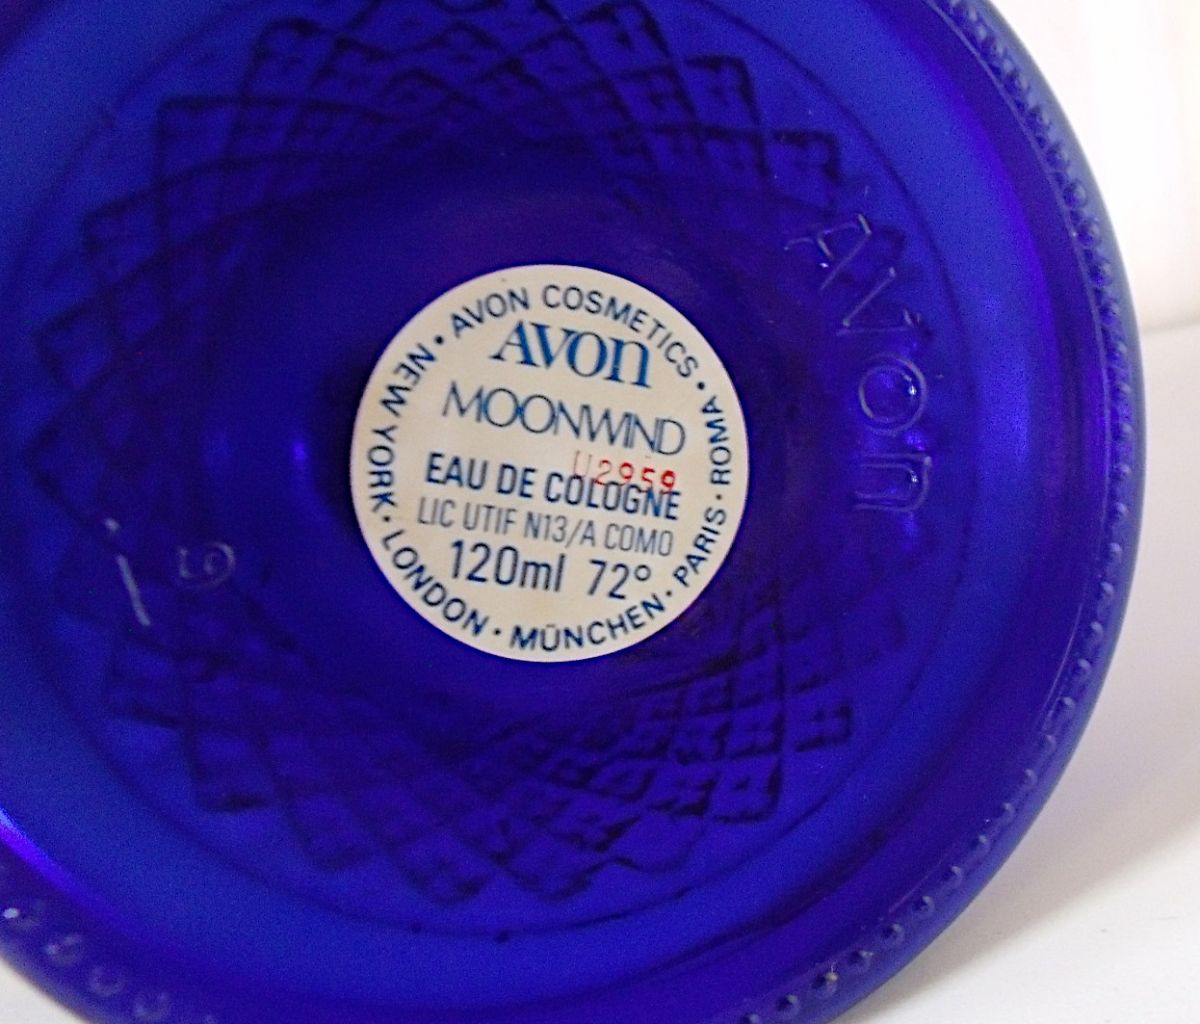 • AVON COSMETICS • ROMA • PARIS • MÜNCHEN • LONDON • NEW YORK
AVON
MOONWIND
U2959
EAU DE COLOGNE
LIC UTIF N13/A COMO
120ml 72°
AVON